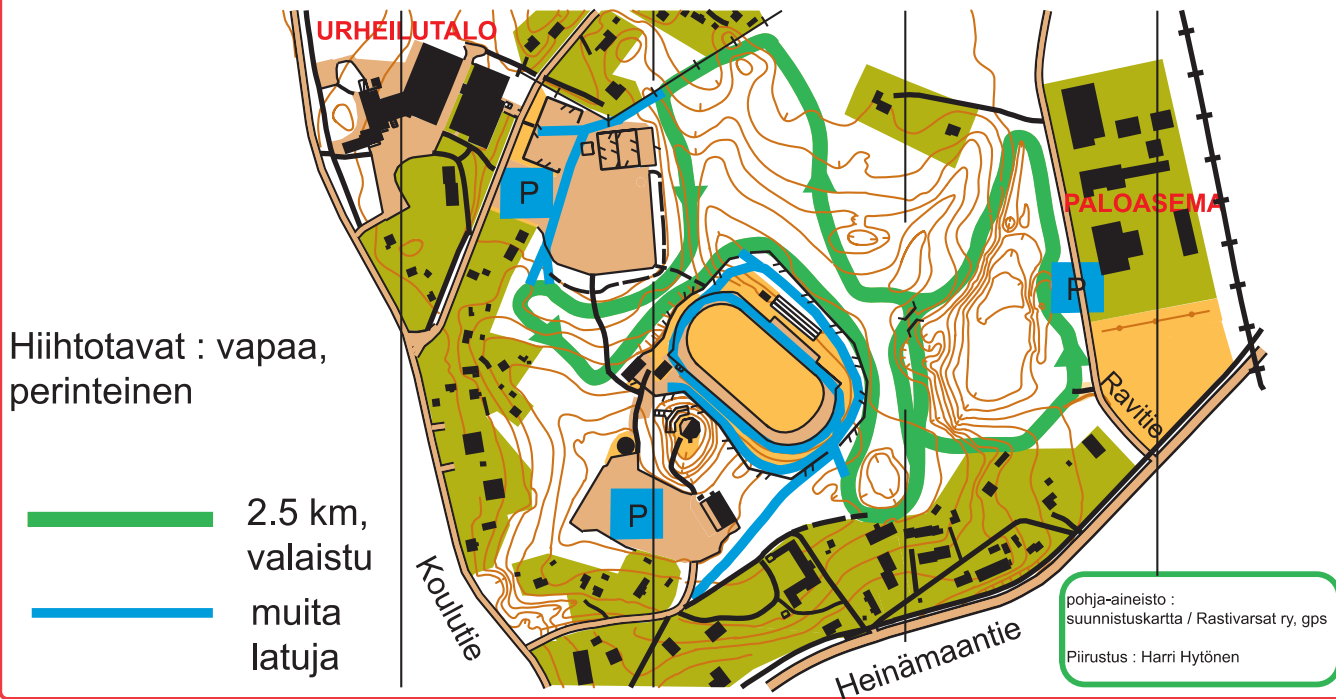 URHEILUTALO
P
PALOASEMA
P
Hiihtotavat : vapaa,
perinteinen
Ravitie
2.5 km,
valaistu
P
muita
latuja
Koulutie
Heinämaantie
pohja-aineisto :
suunnistuskartta / Rastivarsat ry, gps
Piirustus : Harri Hytönen